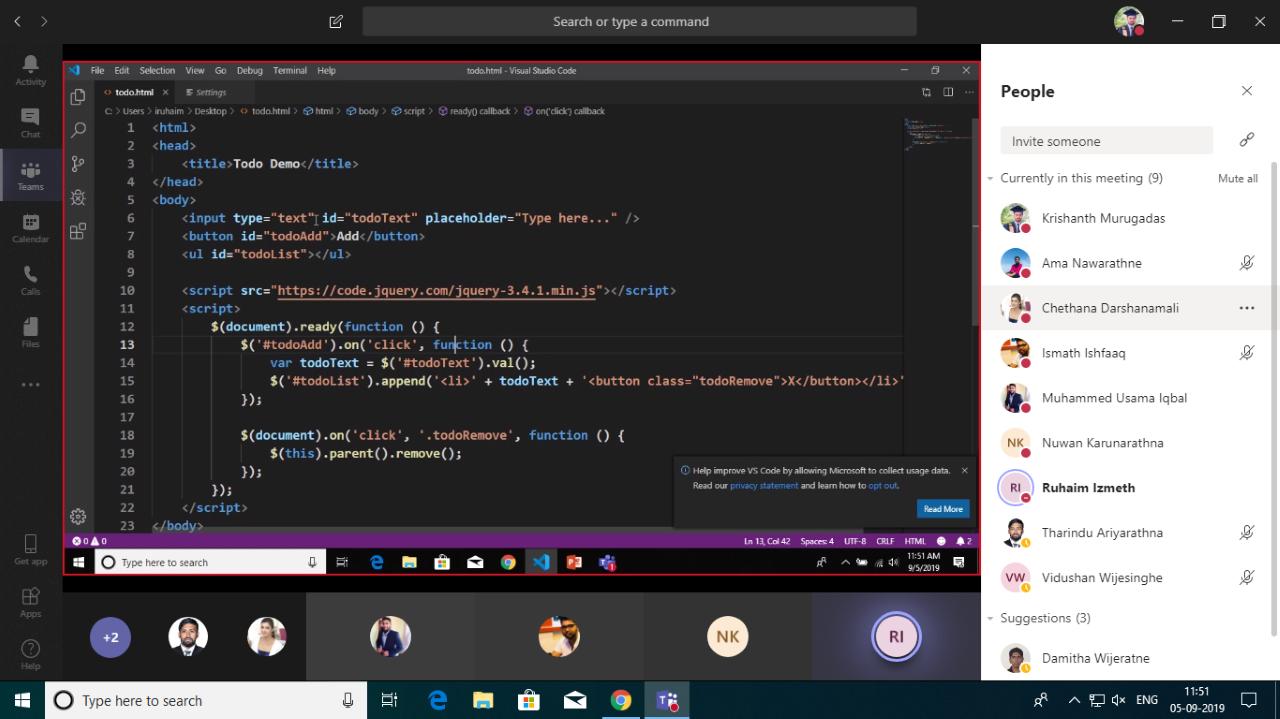 Search or type a command
Activity
Chat
Teams
Calendar
Calls
Files
Get app
Apps
Help
File Edit Selection View Go Debug Terminal Help
todo.html - Visual Studio Code
todo.html
Settings
C: > Users > iruhaim > Desktop > todo.html > html > body > script > ready() callback > on('click') callback
1 <html>
2 <head>
3 <title>Todo Demo</title>
4 </head>
5 <body>
6 <input type="text" id="todoText" placeholder="Type here..." />
7 <button id="todoAdd">Add</button>
8 <ul id="todoList"></ul>
9
10 <script src="https://code.jquery.com/jquery-3.4.1.min.js"></script>
11 <script>
12 $(document).ready(function () {
13 $('#todoAdd').on('click', function () {
14 var todoText = $('#todoText').val();
15 $('#todoList').append('<li>' + todoText + '<button class="todoRemove">X</button></li>'
16 });
17
18 $(document).on('click', '.todoRemove', function () {
19 $(this).parent().remove();
20 });
21 });
22 </script>
23 </body>
Help improve VS Code by allowing Microsoft to collect usage data.
Read our privacy statement and learn how to opt out.
Read More
0 0
Ln 13, Col 42 Spaces: 4 UTF-8 CRLF HTML 2
Type here to search
1
11:51 AM
9/5/2019
+2
NK
RI
People
Invite someone
Currently in this meeting (9)
Mute all
Krishanth Murugadas
Ama Nawarathne
Chethana Darshanamali
Ismath Ishfaaq
Muhammed Usama Iqbal
NK Nuwan Karunarathna
RI Ruhaim Izmeth
Tharindu Ariyarathna
VW Vidushan Wijesinghe
Suggestions (3)
Damitha Wijeratne
Type here to search
ENG
11:51
05-09-2019